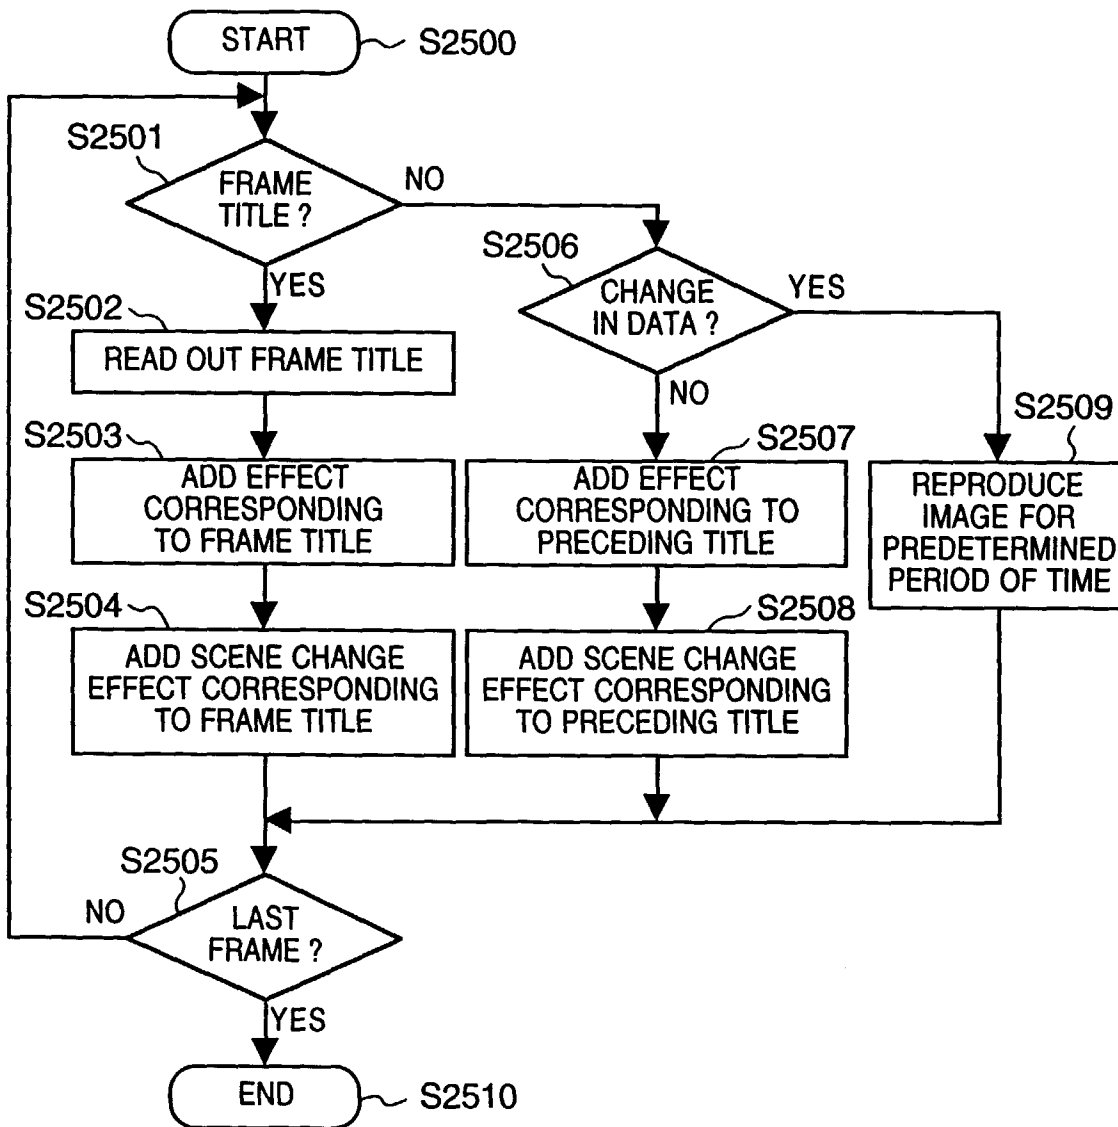 START
S2500
S2501
FRAME
TITLE ?
NO
YES
S2506
CHANGE
IN DATA ?
YES
NO
S2502
READ OUT FRAME TITLE
S2503
ADD EFFECT
CORRESPONDING
TO FRAME TITLE
S2507
ADD EFFECT
CORRESPONDING TO
PRECEDING TITLE
S2509
REPRODUCE
IMAGE FOR
PREDETERMINED
PERIOD OF TIME
S2504
ADD SCENE CHANGE
EFFECT CORRESPONDING
TO FRAME TITLE
S2508
ADD SCENE CHANGE
EFFECT CORRESPONDING
TO PRECEDING TITLE
S2505
NO
LAST
FRAME ?
YES
END
S2510